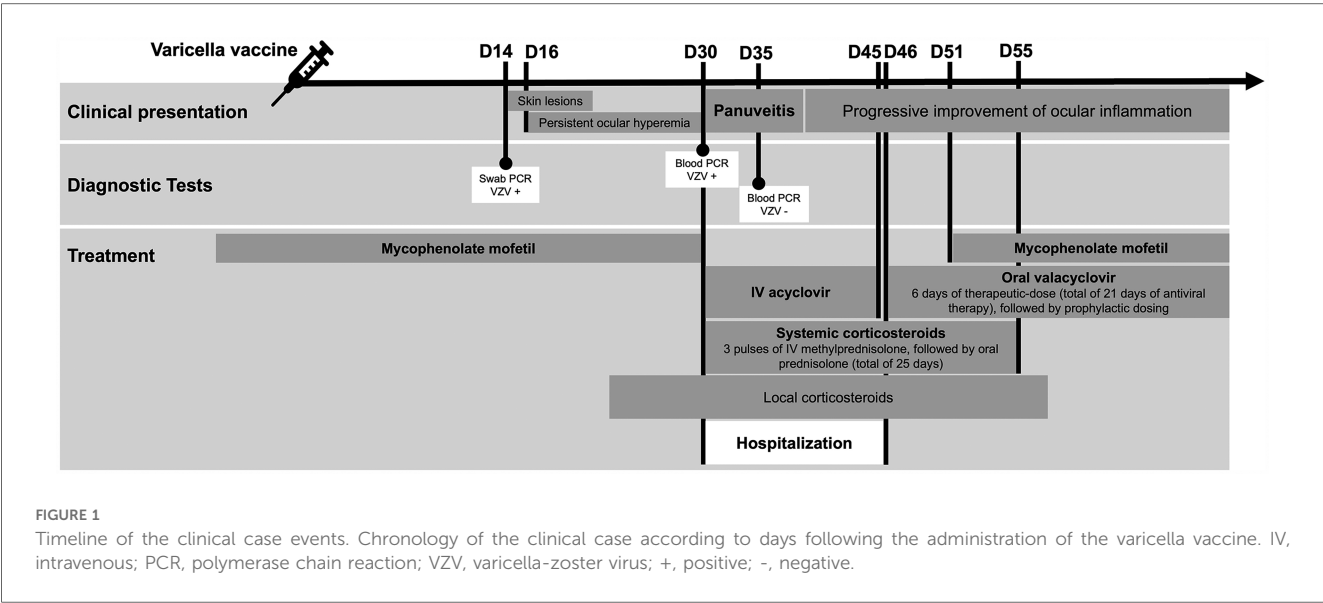 Varicella vaccine
D14 D16 D30 D35 D45 D46 D51 D55
Clinical presentation
Skin lesions
Persistent ocular hyperemia
Panuveitis
Progressive improvement of ocular inflammation
Diagnostic Tests
Swab PCR
VZV +
Blood PCR
VZV +
Blood PCR
VZV -
Treatment
Mycophenolate mofetil
Mycophenolate mofetil
IV acyclovir
Oral valacyclovir
6 days of therapeutic-dose (total of 21 days of antiviral
therapy), followed by prophylactic dosing
Systemic corticosteroids
3 pulses of IV methylprednisolone, followed by oral
prednisolone (total of 25 days)
Local corticosteroids
Hospitalization
FIGURE 1
Timeline of the clinical case events. Chronology of the clinical case according to days following the administration of the varicella vaccine. IV,
intravenous; PCR, polymerase chain reaction; VZV, varicella-zoster virus; +, positive; -, negative.